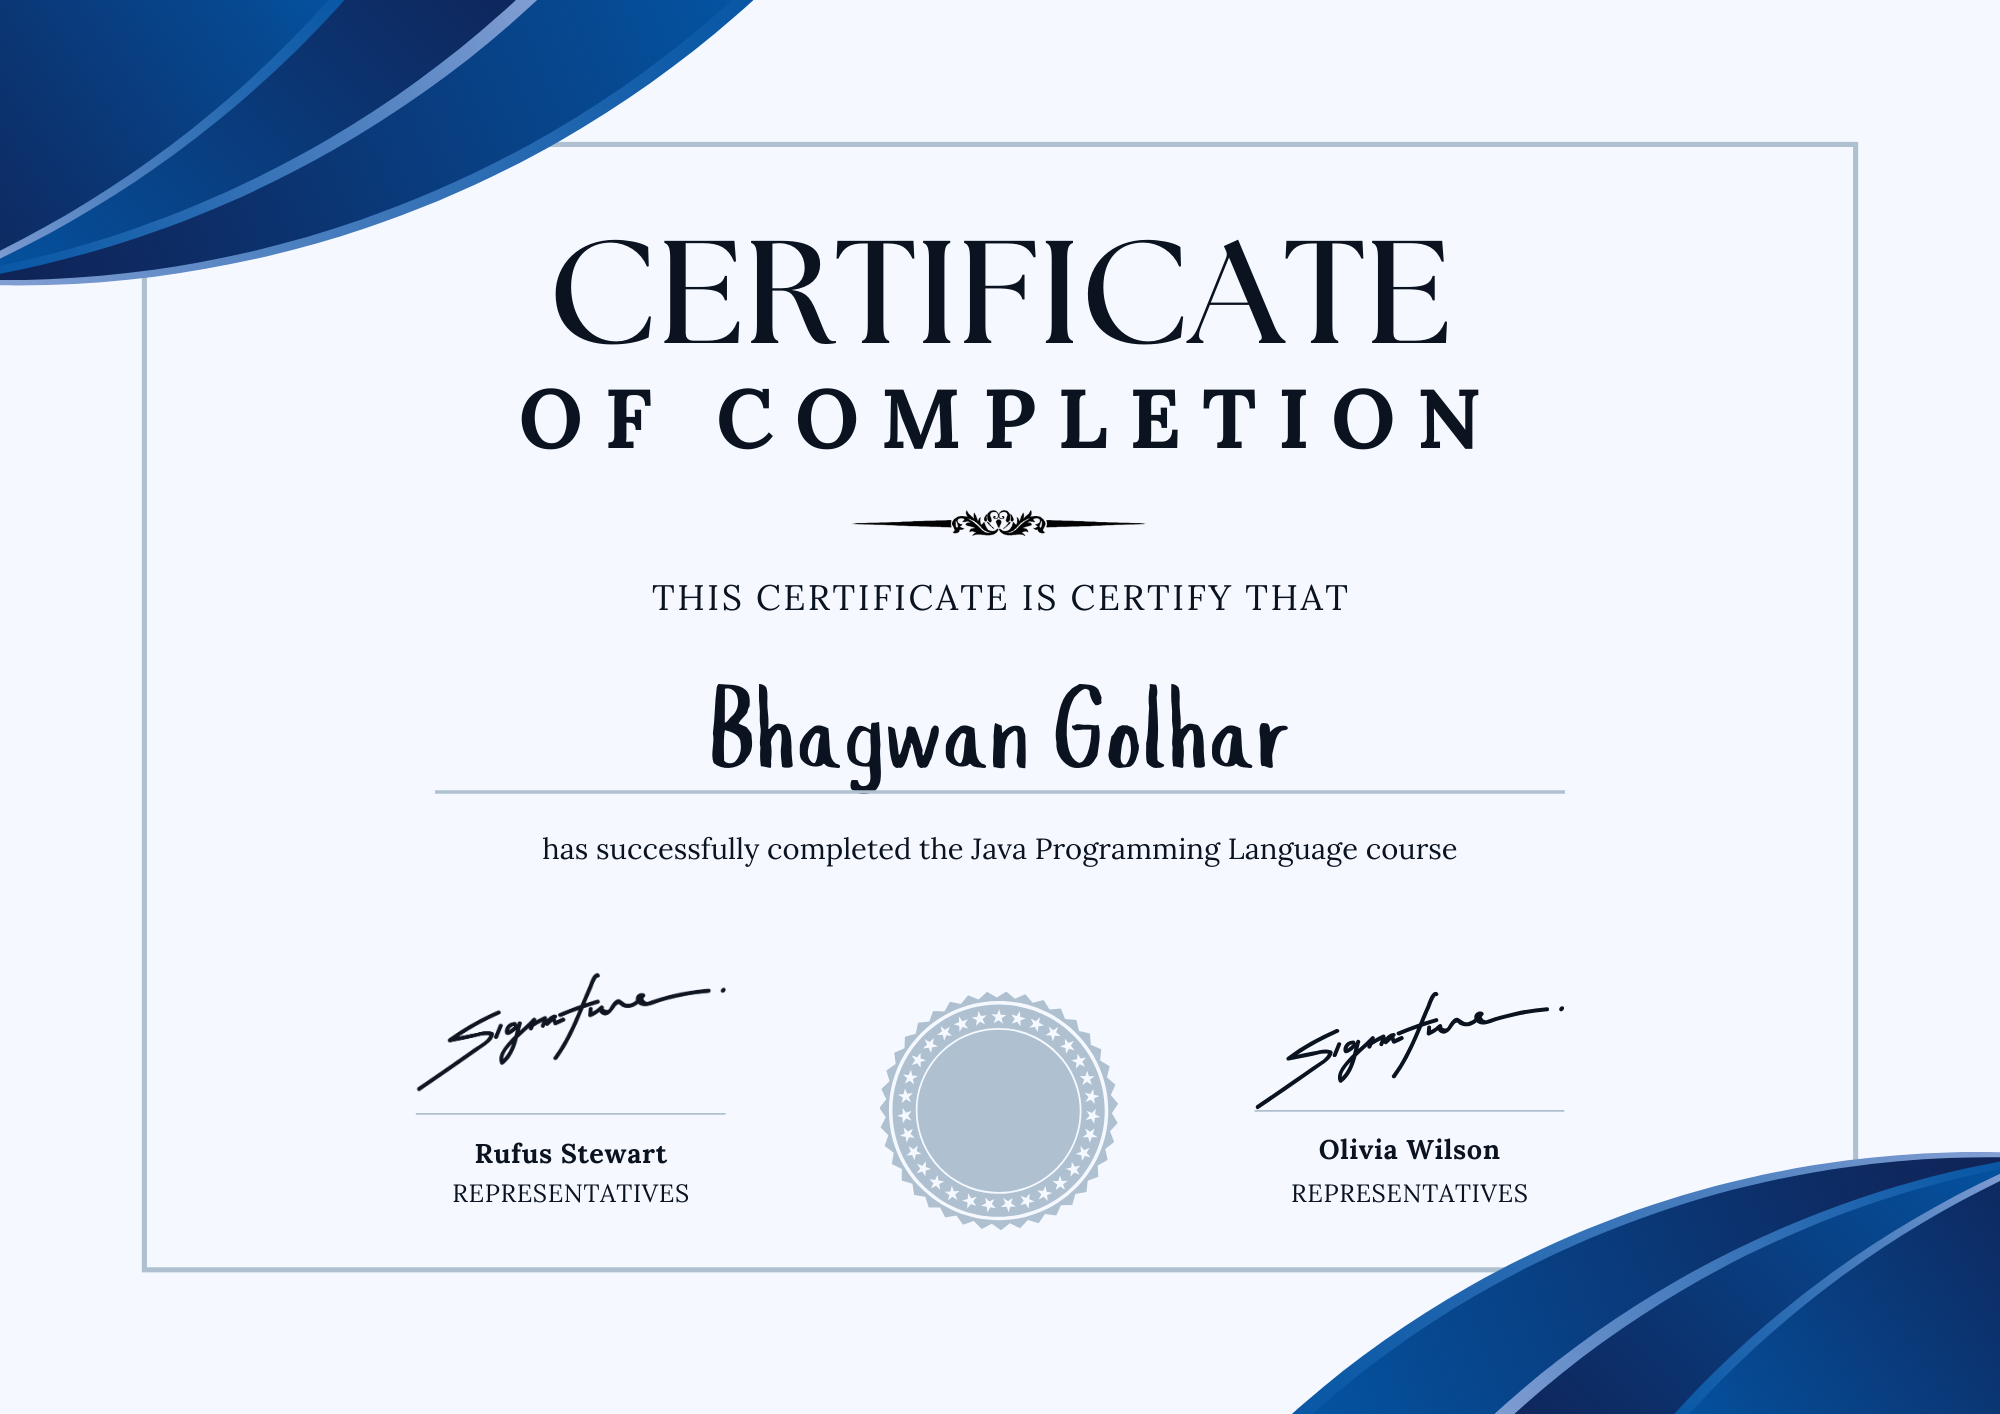 CERTIFICATE
OF COMPLETION
THIS CERTIFICATE IS CERTIFY THAT
Bhagwan Golhar
has successfully completed the Java Programming Language course
Signature
Signature
Rufus Stewart
REPRESENTATIVES
Olivia Wilson
REPRESENTATIVES